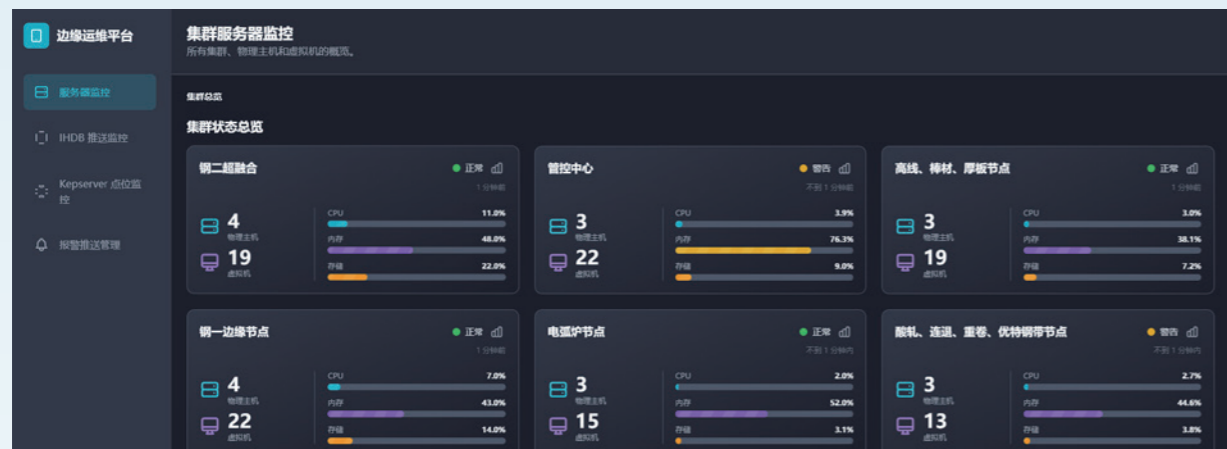 边缘运维平台
服务器监控
IHDB 推送监控
Kepserver 点位监
控
报警推送管理
集群服务器监控
所有集群、物理主机和虚拟机的概览。
集群总览
集群状态总览
钢二超融合
正常
1 分钟前
4
物理主机
19
虚拟机
CPU 11.0%
内存 48.0%
存储 22.0%
管控中心
警告
不到 1 分钟前
3
物理主机
22
虚拟机
CPU 3.9%
内存 76.3%
存储 9.0%
高线、棒材、厚板节点
正常
1 分钟前
3
物理主机
19
虚拟机
CPU 3.0%
内存 38.1%
存储 7.2%
钢一边缘节点
正常
1 分钟前
4
物理主机
22
虚拟机
CPU 7.0%
内存 43.0%
存储 14.0%
电弧炉节点
正常
不到 1 分钟内
3
物理主机
15
虚拟机
CPU 2.0%
内存 52.0%
存储 3.1%
酸轧、连退、重卷、优特钢带节点
警告
不到 1 分钟内
3
物理主机
13
虚拟机
CPU 2.7%
内存 44.6%
存储 3.8%